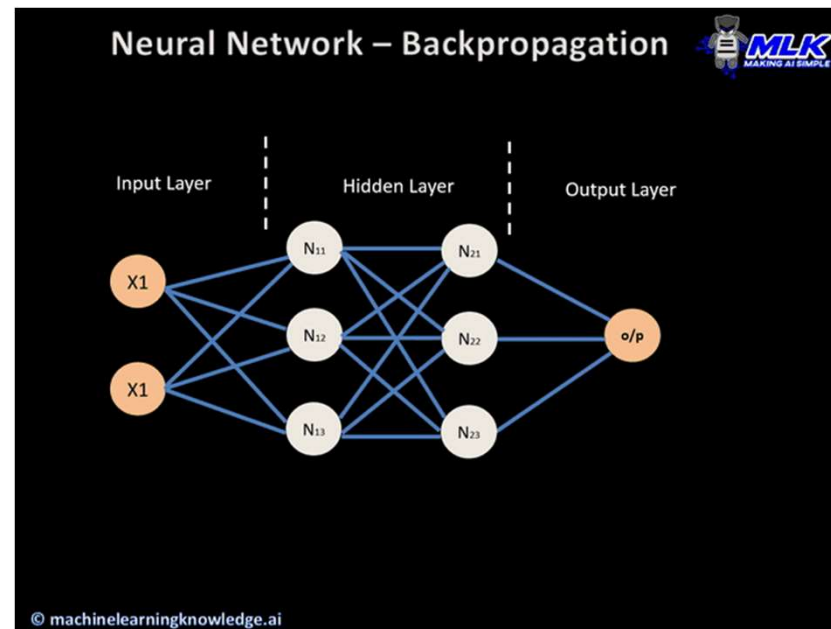 Neural Network – Backpropagation
MLK
MAKING AI SIMPLE
Input Layer
Hidden Layer
Output Layer
N11
N21
X1
N12
N22
o/p
X1
N13
N23
© machinelearningknowledge.ai